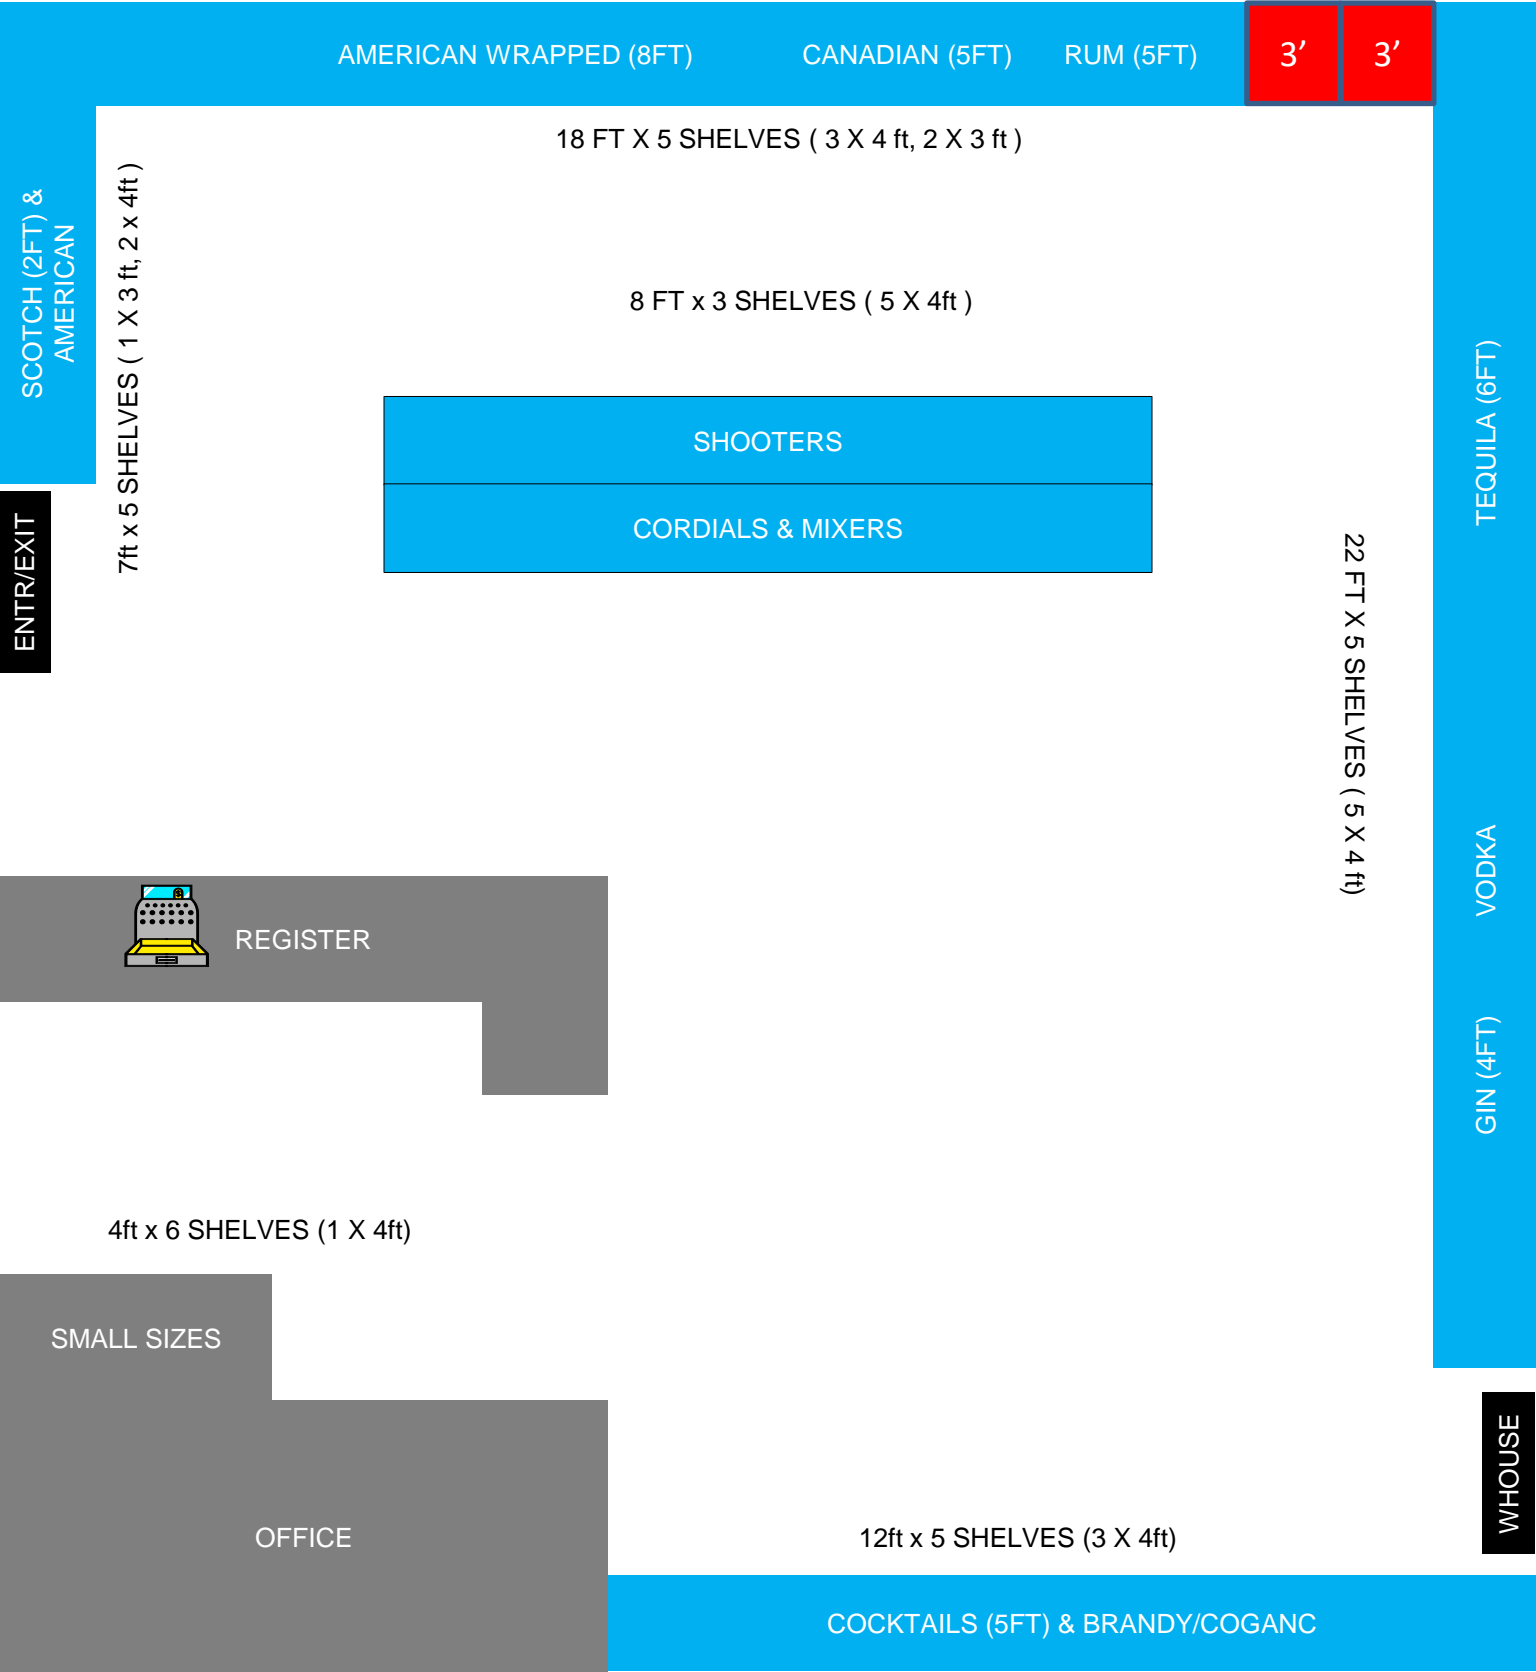 AMERICAN WRAPPED (8FT)
CANADIAN (5FT)
RUM (5FT)
3’
3’
18 FT X 5 SHELVES ( 3 X 4 ft, 2 X 3 ft )
SCOTCH (2FT) &
AMERICAN
7ft x 5 SHELVES ( 1 X 3 ft, 2 x 4ft )
8 FT x 3 SHELVES ( 5 X 4ft )
SHOOTERS
CORDIALS & MIXERS
TEQUILA (6FT)
ENTR/EXIT
22 FT X 5 SHELVES ( 5 X 4 ft)
VODKA
$
REGISTER
GIN (4FT)
4ft x 6 SHELVES (1 X 4ft)
SMALL SIZES
WHOUSE
OFFICE
12ft x 5 SHELVES (3 X 4ft)
COCKTAILS (5FT) & BRANDY/COGANC